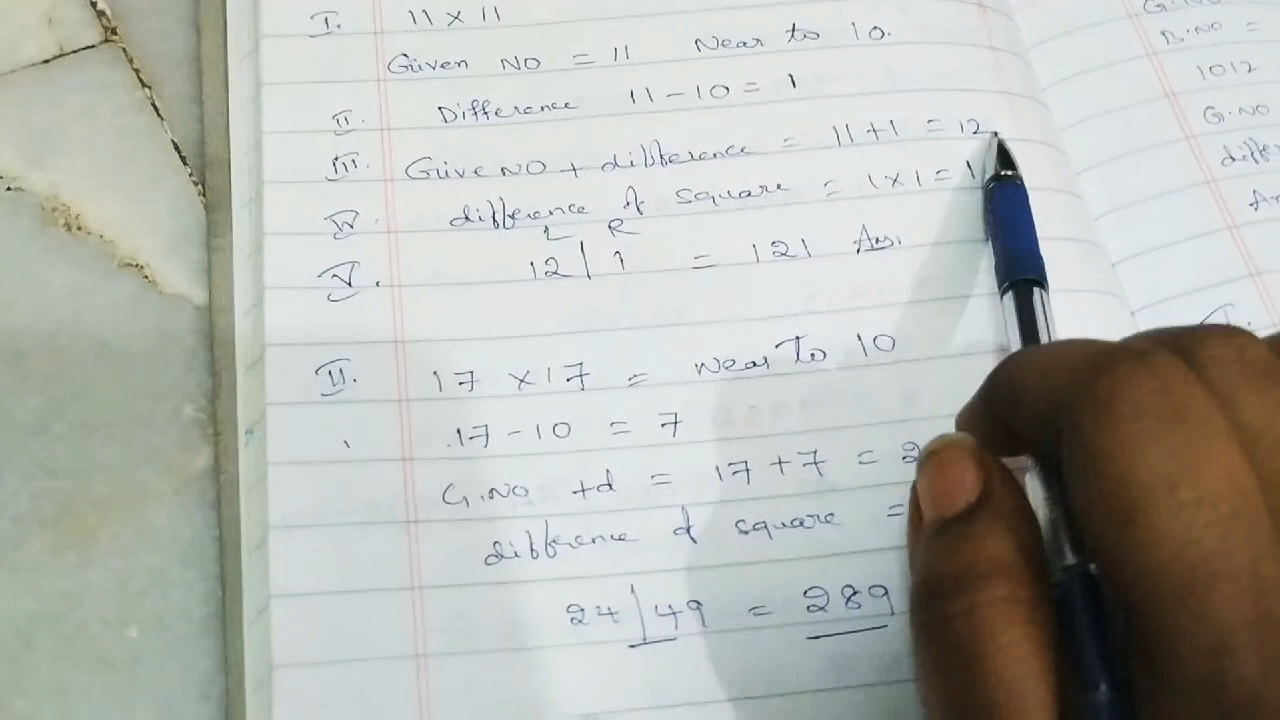 I. 11 x 11
Given NO = 11 Near to 10.
II. Difference 11 - 10 = 1
III. Give NO + difference = 11 + 1 = 12
IV. difference of square = 1 x 1 = 1
L R
V. 12 | 1 = 121 Ans.
II. 17 x 17 = Near to 10
17 - 10 = 7
G.NO + d = 17 + 7 = 2
difference of square =
24 | 49 = 289
B.NO =
1012
G.NO